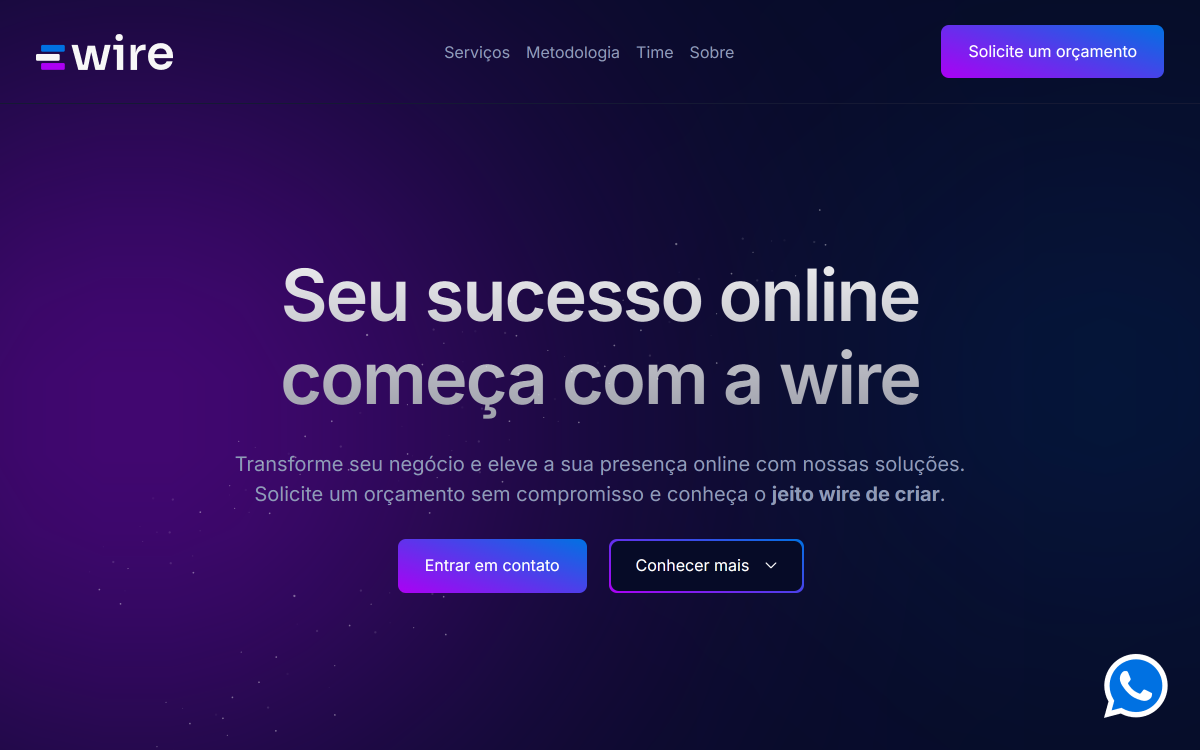 wire
Serviços Metodologia Time Sobre
Solicite um orçamento
Seu sucesso online
começa com a wire
Transforme seu negócio e eleve a sua presença online com nossas soluções.
Solicite um orçamento sem compromisso e conheça o jeito wire de criar.
Entrar em contato
Conhecer mais